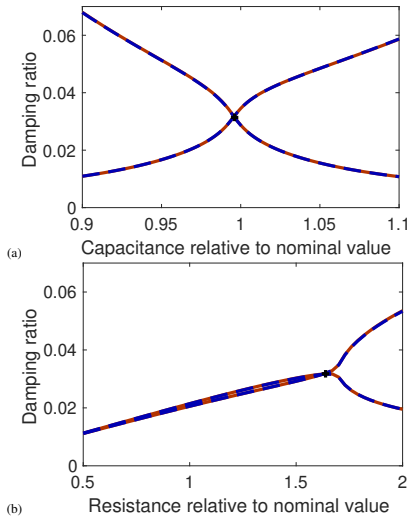 0.06
0.04
0.02
0
Damping ratio
0.9 0.95 1 1.05 1.1
(a) Capacitance relative to nominal value
0.06
0.04
0.02
0
Damping ratio
0.5 1 1.5 2
(b) Resistance relative to nominal value